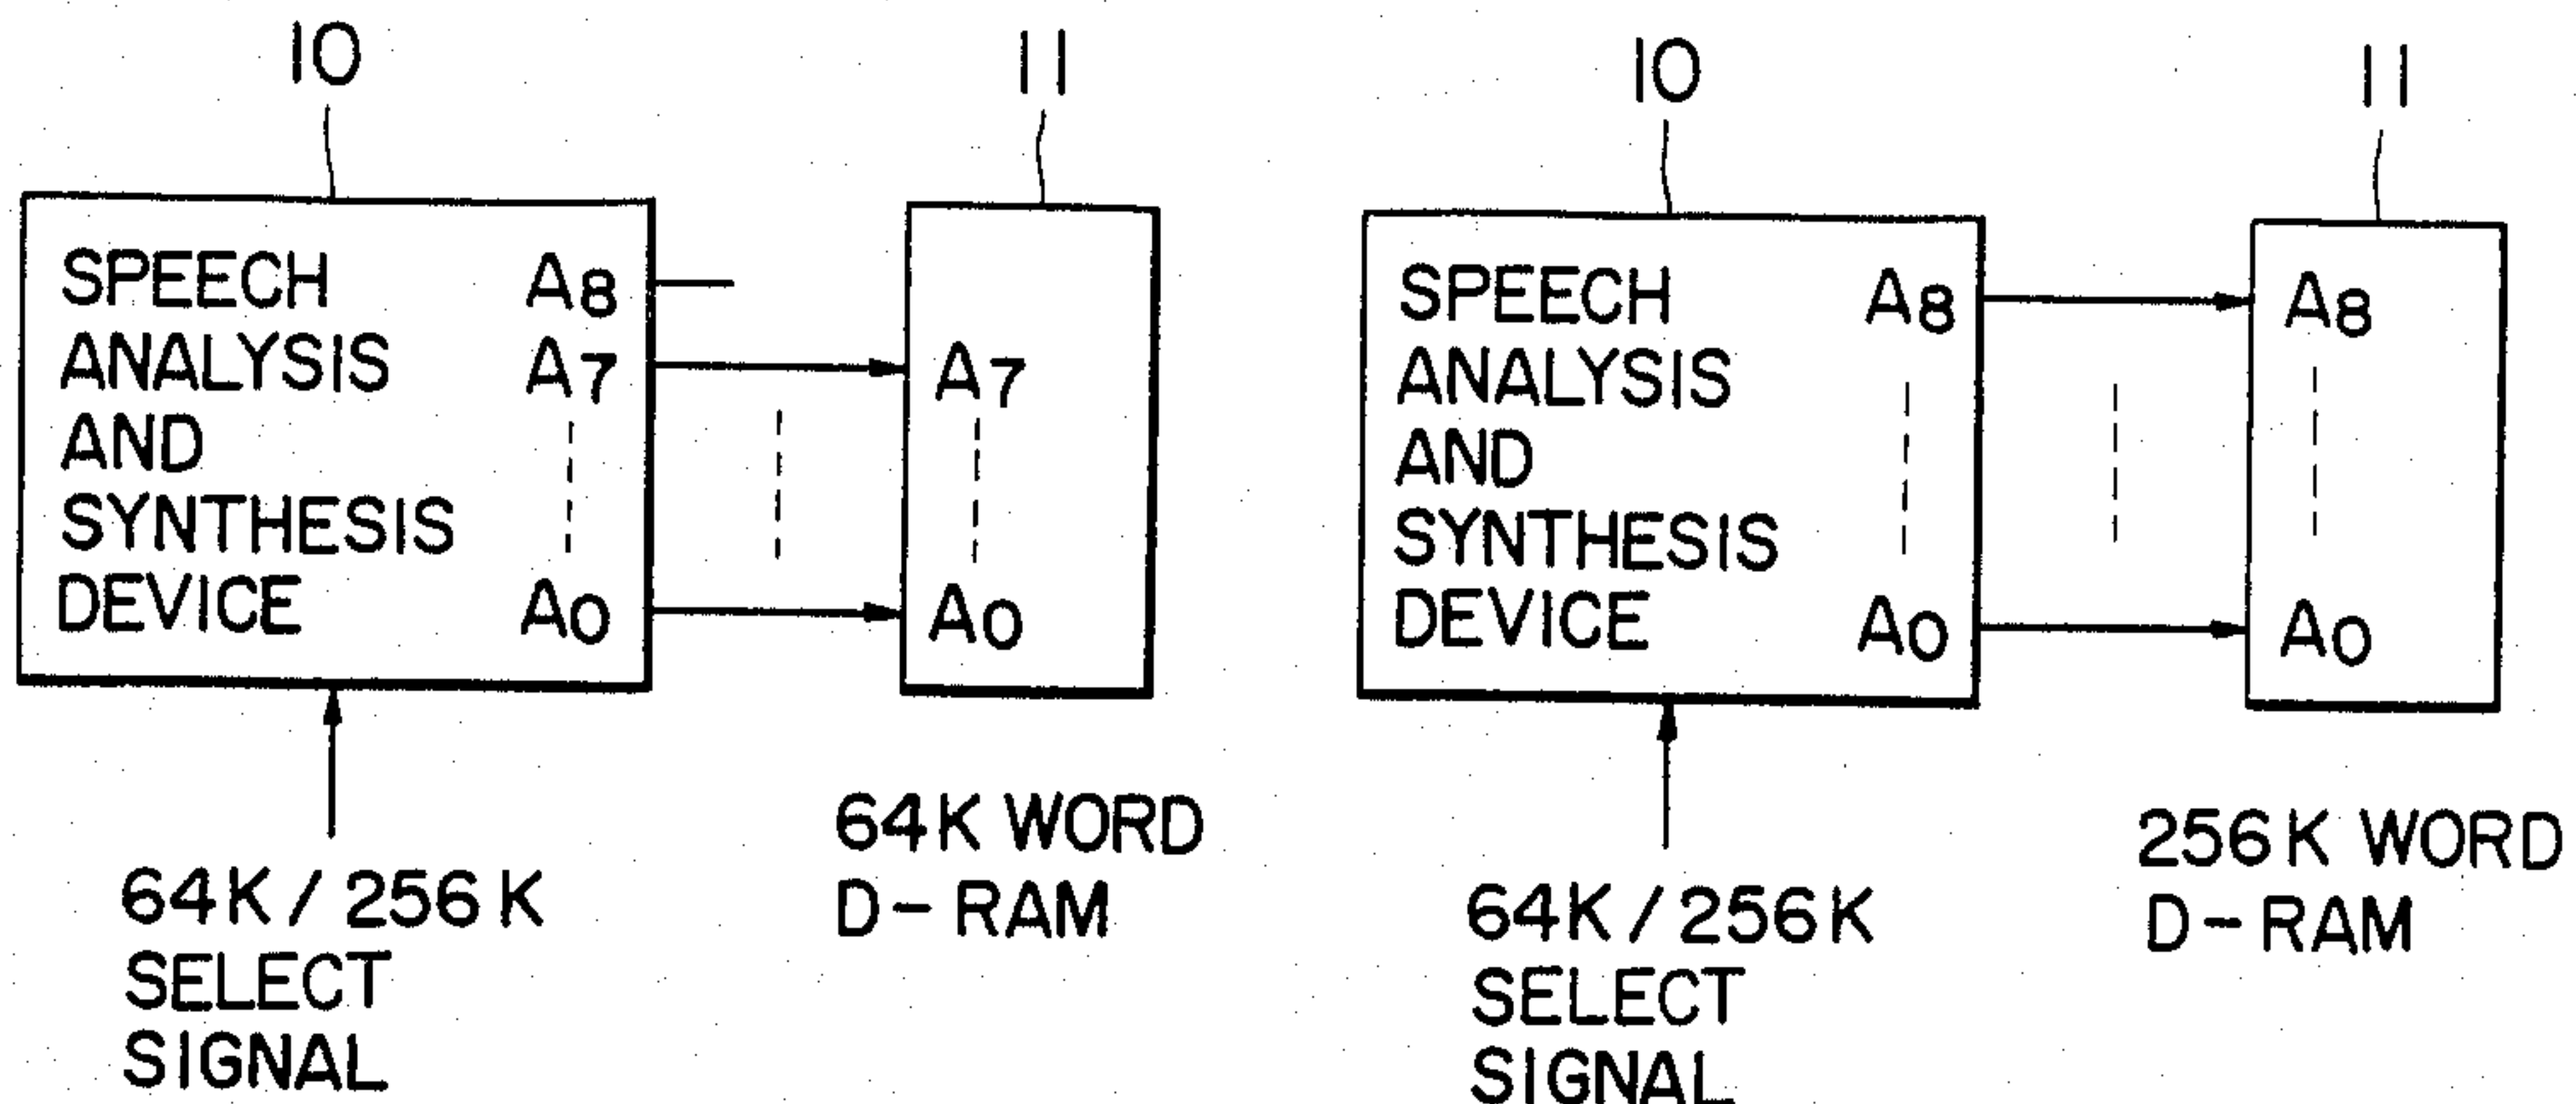 10
11
SPEECH
ANALYSIS
AND
SYNTHESIS
DEVICE
A8
A7
A0
A7
A0
64K / 256K
SELECT
SIGNAL
64K WORD
D-RAM
10
11
SPEECH
ANALYSIS
AND
SYNTHESIS
DEVICE
A8
A0
A8
A0
64K / 256K
SELECT
SIGNAL
256K WORD
D-RAM